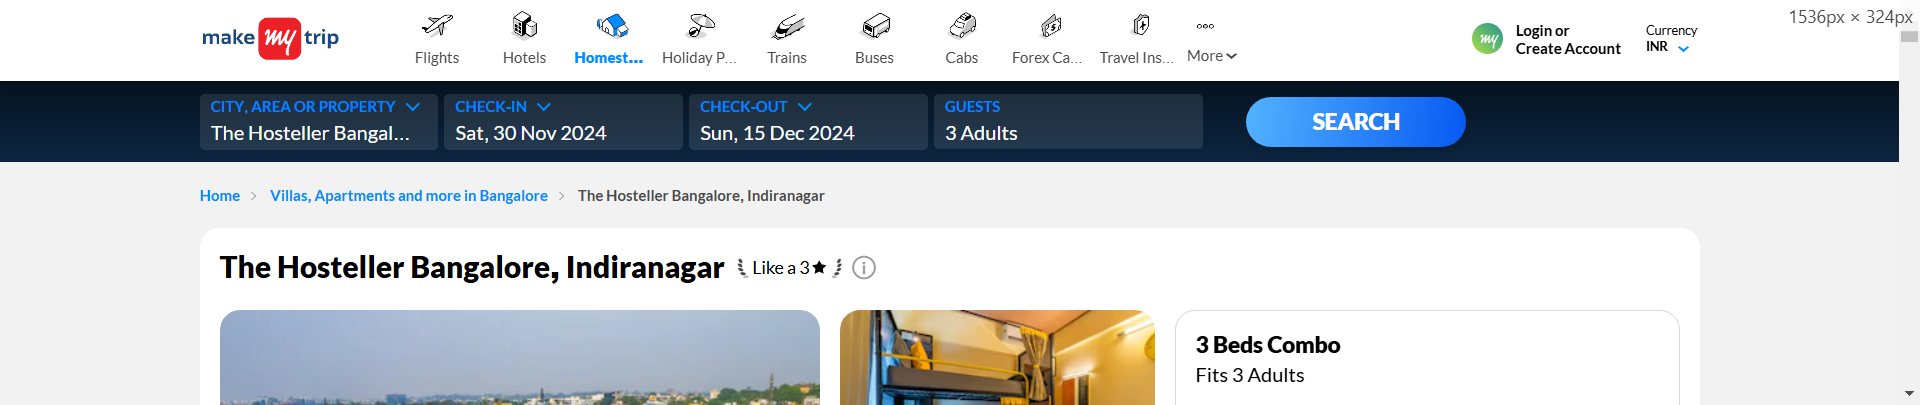 make my trip
Flights
Hotels
Homest...
Holiday P...
Trains
Buses
Cabs
Forex Ca...
Travel Ins...
More
my
Login or
Create Account
Currency
INR
1536px × 324px
CITY, AREA OR PROPERTY
The Hosteller Bangal...
CHECK-IN
Sat, 30 Nov 2024
CHECK-OUT
Sun, 15 Dec 2024
GUESTS
3 Adults
SEARCH
Home > Villas, Apartments and more in Bangalore > The Hosteller Bangalore, Indiranagar
The Hosteller Bangalore, Indiranagar Like a 3★ i
3 Beds Combo
Fits 3 Adults